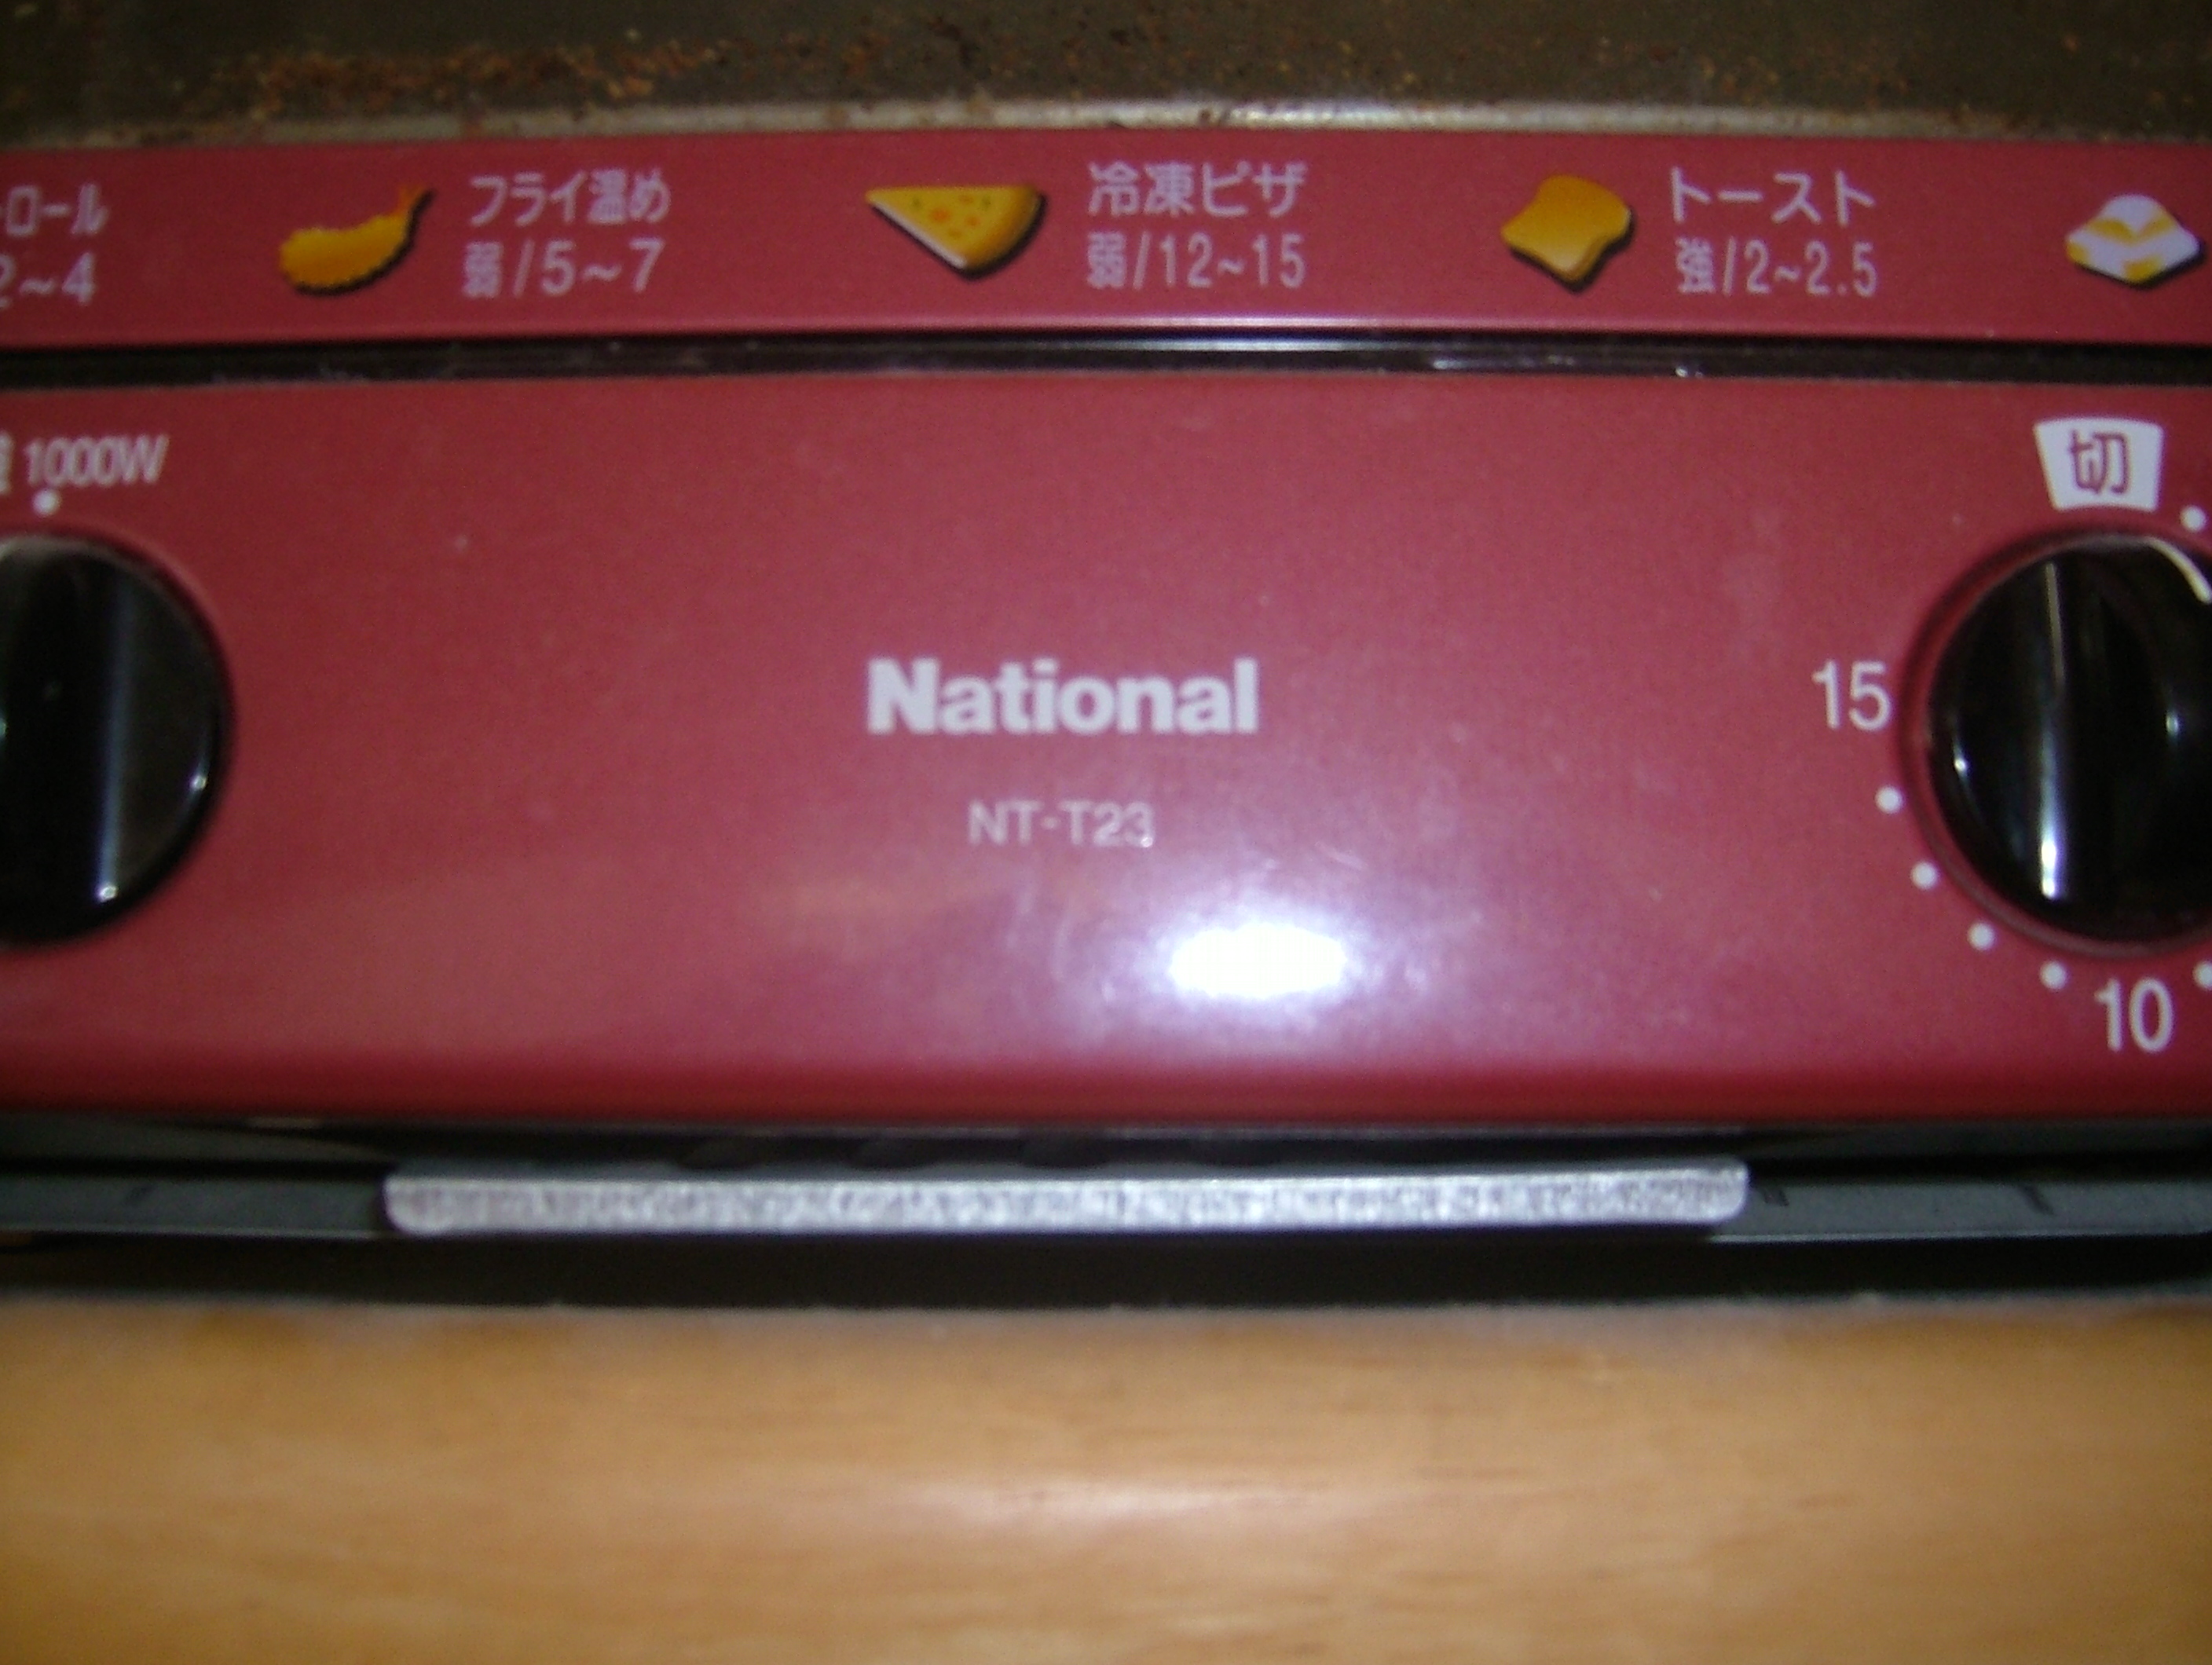 ロール
2~4
フライ温め
弱/5~7
冷凍ピザ
弱/12~15
トースト
強/2~2.5
1000W
切
National
NT-T23
15
10